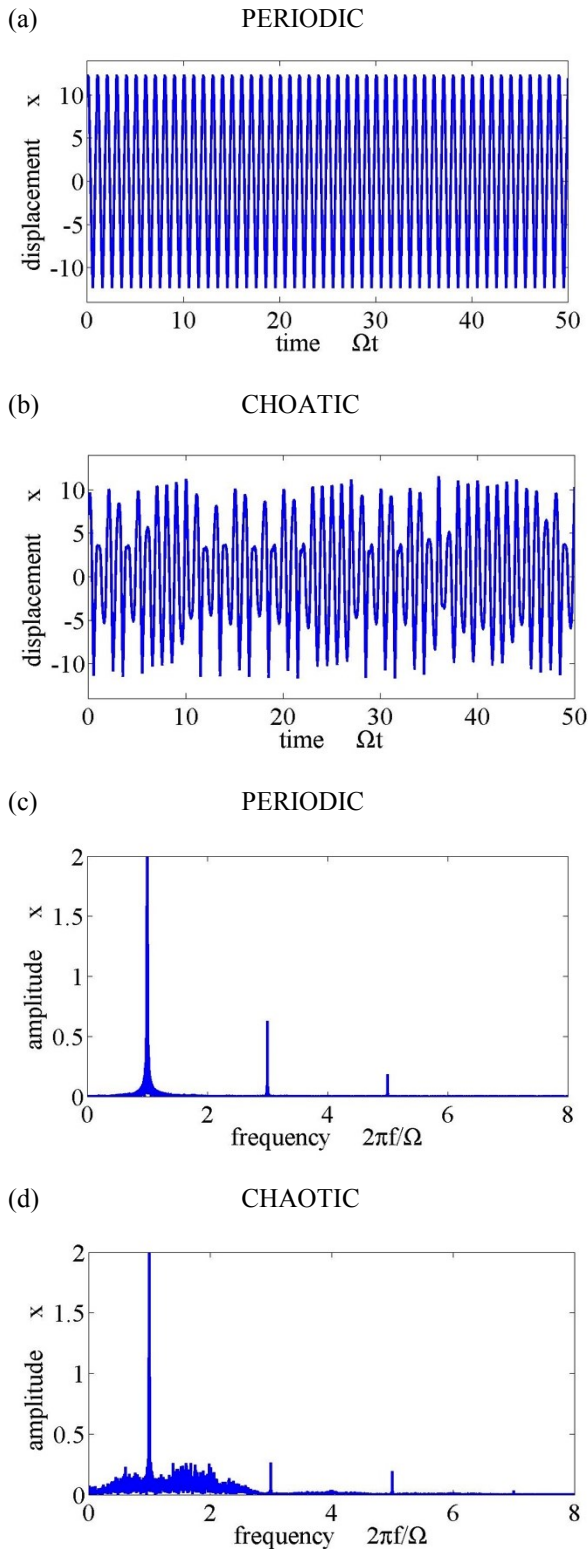 (a) PERIODIC
10
5
0
-5
-10
displacement x
0 10 20 30 40 50
time Ωt
(b) CHOATIC
10
5
0
-5
-10
displacement x
0 10 20 30 40 50
time Ωt
(c) PERIODIC
2
1.5
1
0.5
0
amplitude x
0 2 4 6 8
frequency 2πf/Ω
(d) CHAOTIC
2
1.5
1
0.5
0
amplitude x
0 2 4 6 8
frequency 2πf/Ω